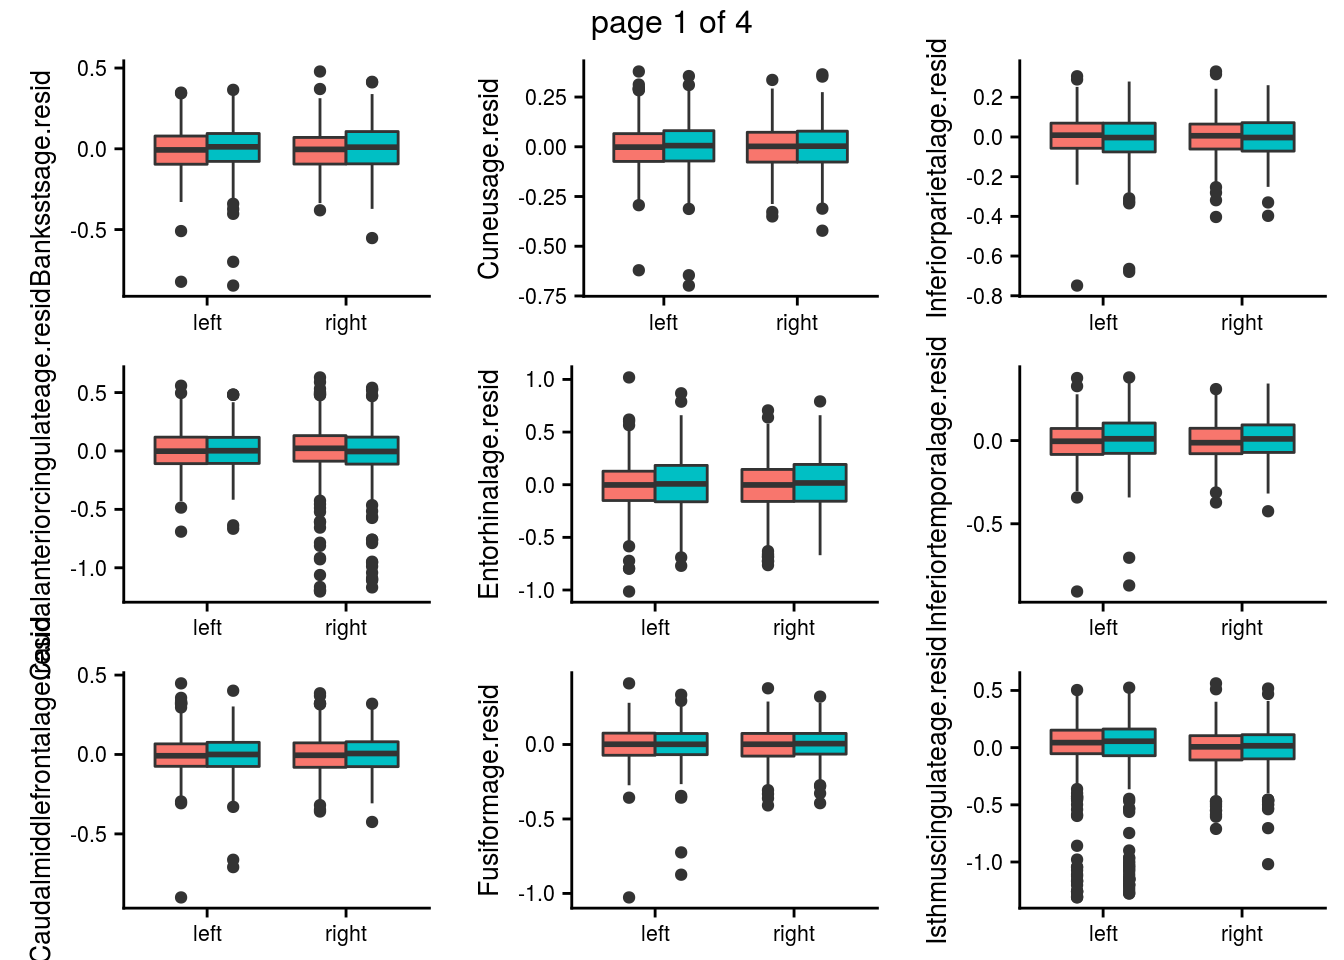 page 1 of 4
Banksstsage.resid
0.5
0.0
-0.5
left
right
Cuneusage.resid
0.25
0.00
-0.25
-0.50
-0.75
left
right
Inferiorparietalage.resid
0.2
0.0
-0.2
-0.4
-0.6
-0.8
left
right
Caudalanteriorcingulateage.resid
0.5
0.0
-0.5
-1.0
left
right
Entorhinalage.resid
1.0
0.5
0.0
-0.5
-1.0
left
right
Inferiortemporalage.resid
0.0
-0.5
left
right
Caudalmiddlefrontalage.resid
0.5
0.0
-0.5
left
right
Fusiformage.resid
0.0
-0.5
-1.0
left
right
Isthmuscingulateage.resid
0.5
0.0
-0.5
-1.0
left
right